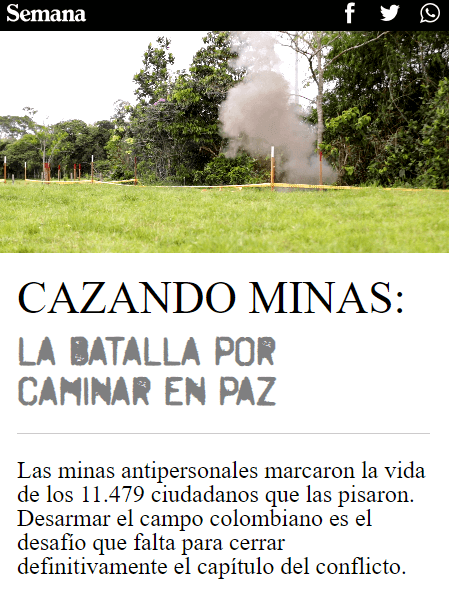 Semana
CAZANDO MINAS:
LA BATALLA POR
CAMINAR EN PAZ
Las minas antipersonales marcaron la vida
de los 11.479 ciudadanos que las pisaron.
Desarmar el campo colombiano es el
desafío que falta para cerrar
definitivamente el capítulo del conflicto.